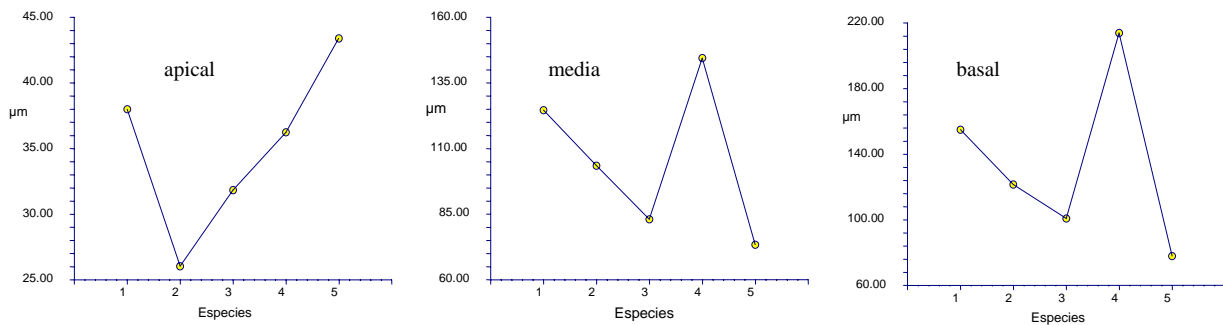 45.00
40.00
35.00
30.00
25.00
µm
apical
1 2 3 4 5
Especies
160.00
135.00
110.00
85.00
60.00
µm
media
1 2 3 4 5
Especies
220.00
180.00
140.00
100.00
60.00
µm
basal
1 2 3 4 5
Especies